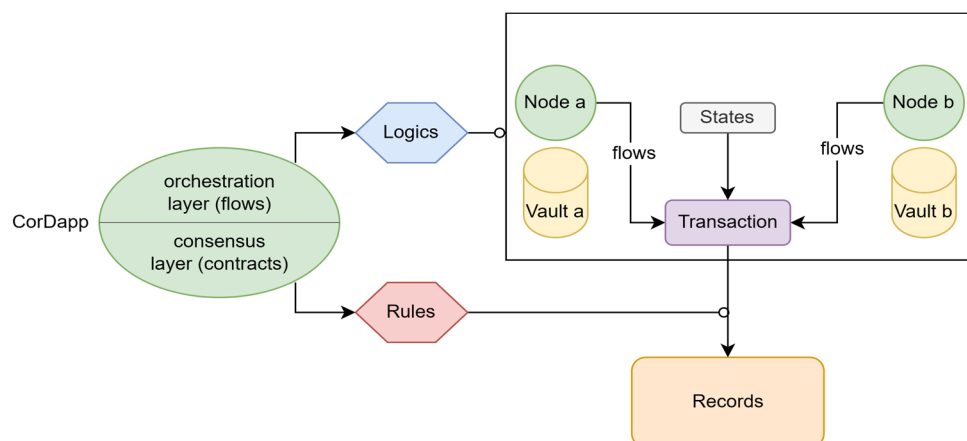 CorDapp
orchestration
layer (flows)
consensus
layer (contracts)
Logics
Rules
Node a
Vault a
flows
States
Transaction
flows
Node b
Vault b
Records